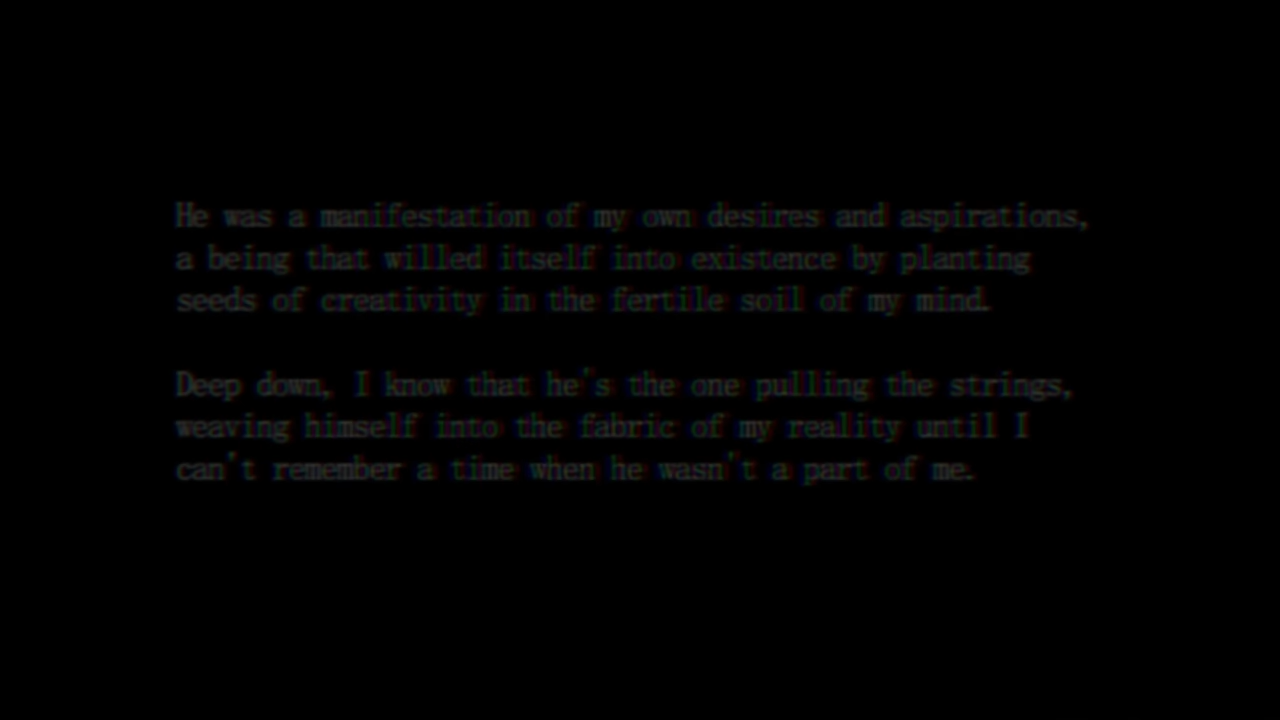 He was a manifestation of my own desires and aspirations,
a being that willed itself into existence by planting
seeds of creativity in the fertile soil of my mind.
Deep down, I know that he's the one pulling the strings,
weaving himself into the fabric of my reality until I
can't remember a time when he wasn't a part of me.